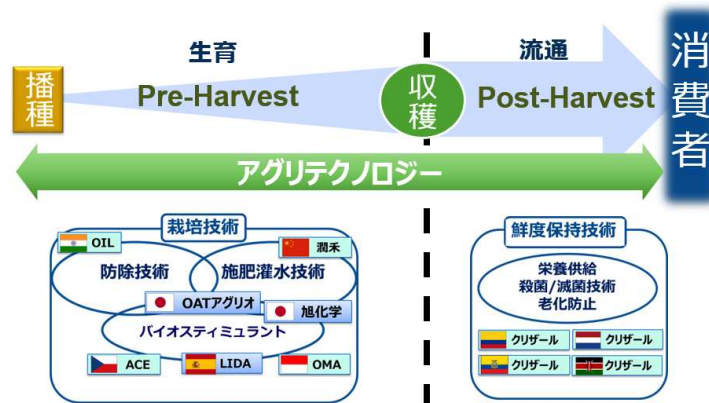 生育
流通
播種
Pre-Harvest
収穫
Post-Harvest
消費者
アグリテクノロジー
栽培技術
鮮度保持技術
OIL
潤禾
防除技術
施肥灌水技術
栄養供給
殺菌/滅菌技術
老化防止
OATアグリオ
旭化学
バイオスティミュラント
クリザール
クリザール
ACE
LIDA
OMA
クリザール
クリザール